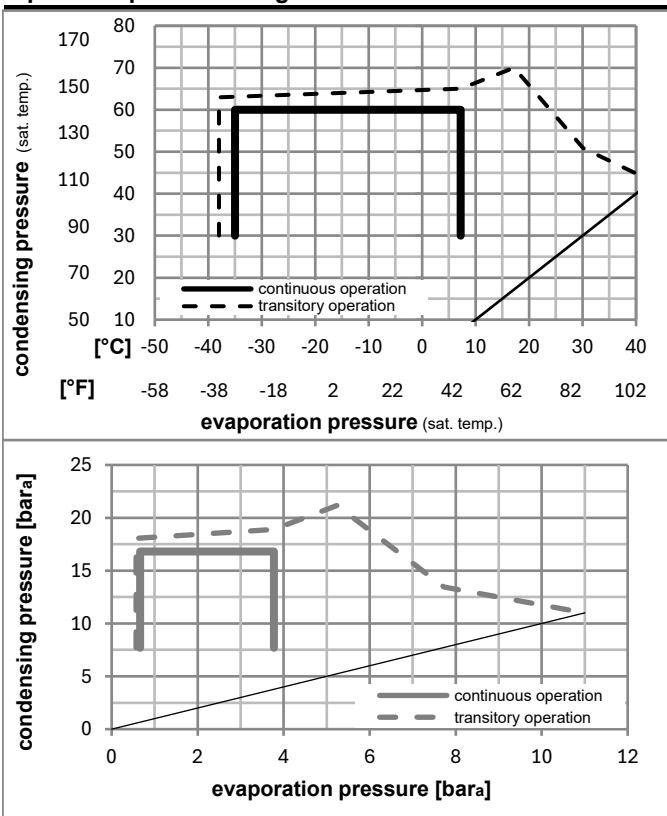 170 80
150 70
130 60
110 50
90 40
70 30
20
50 10
condensing pressure (sat. temp.)
continuous operation
transitory operation
[°C] -50 -40 -30 -20 -10 0 10 20 30 40
[°F] -58 -38 -18 2 22 42 62 82 102
evaporation pressure (sat. temp.)
25
20
15
10
5
0
condensing pressure [bara]
continuous operation
transitory operation
0 2 4 6 8 10 12
evaporation pressure [bara]